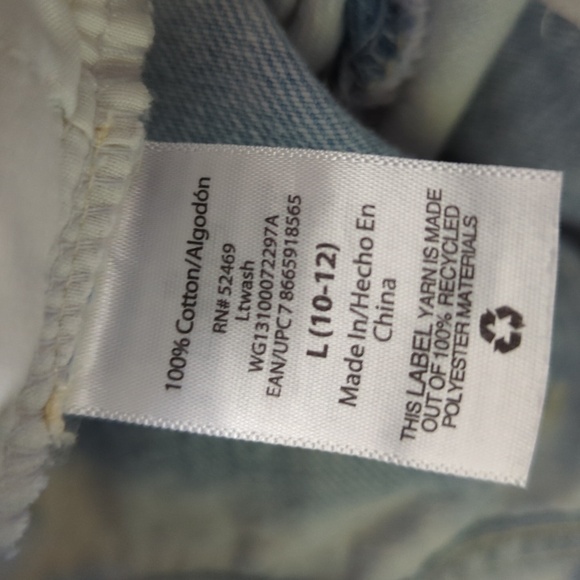 100% Cotton/Algodón
RN# 52469
Ltwash
WG13100072297A
EAN/UPC7 8665918565
L (10-12)
Made In/Hecho En
China
THIS LABEL YARN IS MADE
OUT OF 100% RECYCLED
POLYESTER MATERIALS